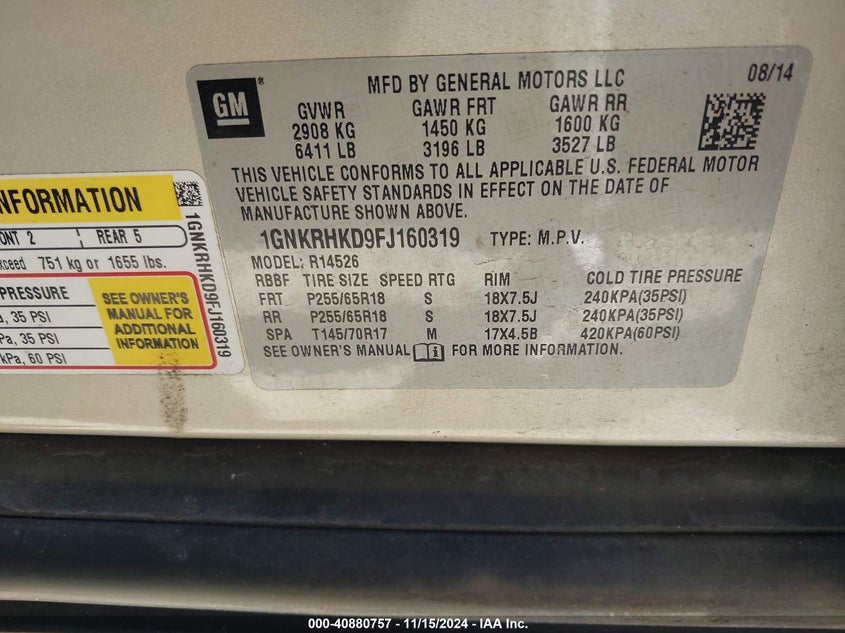 GM
MFD BY GENERAL MOTORS LLC 08/14
GVWR GAWR FRT GAWR RR
2908 KG 1450 KG 1600 KG
6411 LB 3196 LB 3527 LB
THIS VEHICLE CONFORMS TO ALL APPLICABLE U.S. FEDERAL MOTOR
VEHICLE SAFETY STANDARDS IN EFFECT ON THE DATE OF
MANUFACTURE SHOWN ABOVE.
1GNKRHKD9FJ160319 TYPE: M.P.V.
MODEL: R14526
RBBF TIRE SIZE SPEED RTG RIM COLD TIRE PRESSURE
FRT P255/65R18 S 18X7.5J 240KPA(35PSI)
RR P255/65R18 S 18X7.5J 240KPA(35PSI)
SPA T145/70R17 M 17X4.5B 420KPA(60PSI)
SEE OWNER'S MANUAL FOR MORE INFORMATION.
NFORMATION
ONT 2 REAR 5
xceed 751 kg or 1655 lbs.
PRESSURE
a, 35 PSI
Pa, 35 PSI
kPa, 60 PSI
SEE OWNER'S
MANUAL FOR
ADDITIONAL
INFORMATION
1GNKRHKD9FJ160319
000-40880757 - 11/15/2024 - IAA Inc.